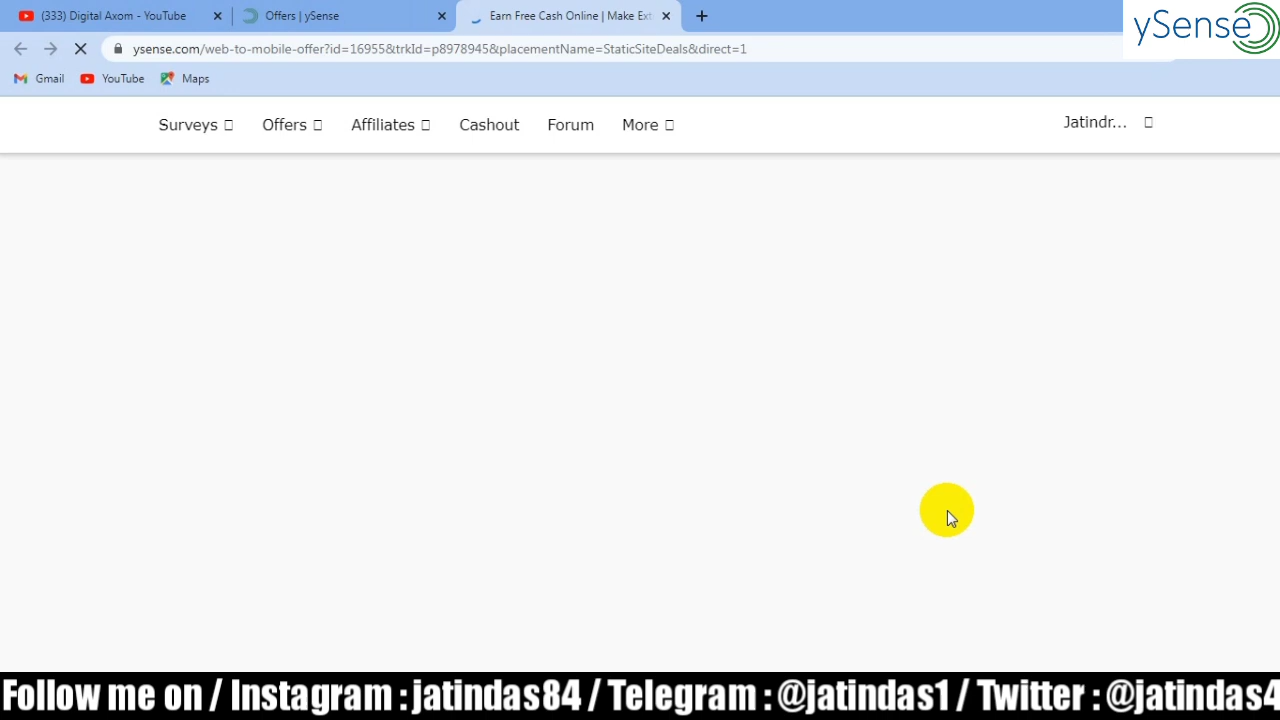 (333) Digital Axom - YouTube
Offers | ySense
Earn Free Cash Online | Make Ext
ySense
ysense.com/web-to-mobile-offer?id=16955&trkId=p8978945&placementName=StaticSiteDeals&direct=1
Gmail YouTube Maps
Surveys Offers Affiliates Cashout Forum More Jatindr...
Follow me on / Instagram : jatindas84 / Telegram : @jatindas1 / Twitter : @jatindas4